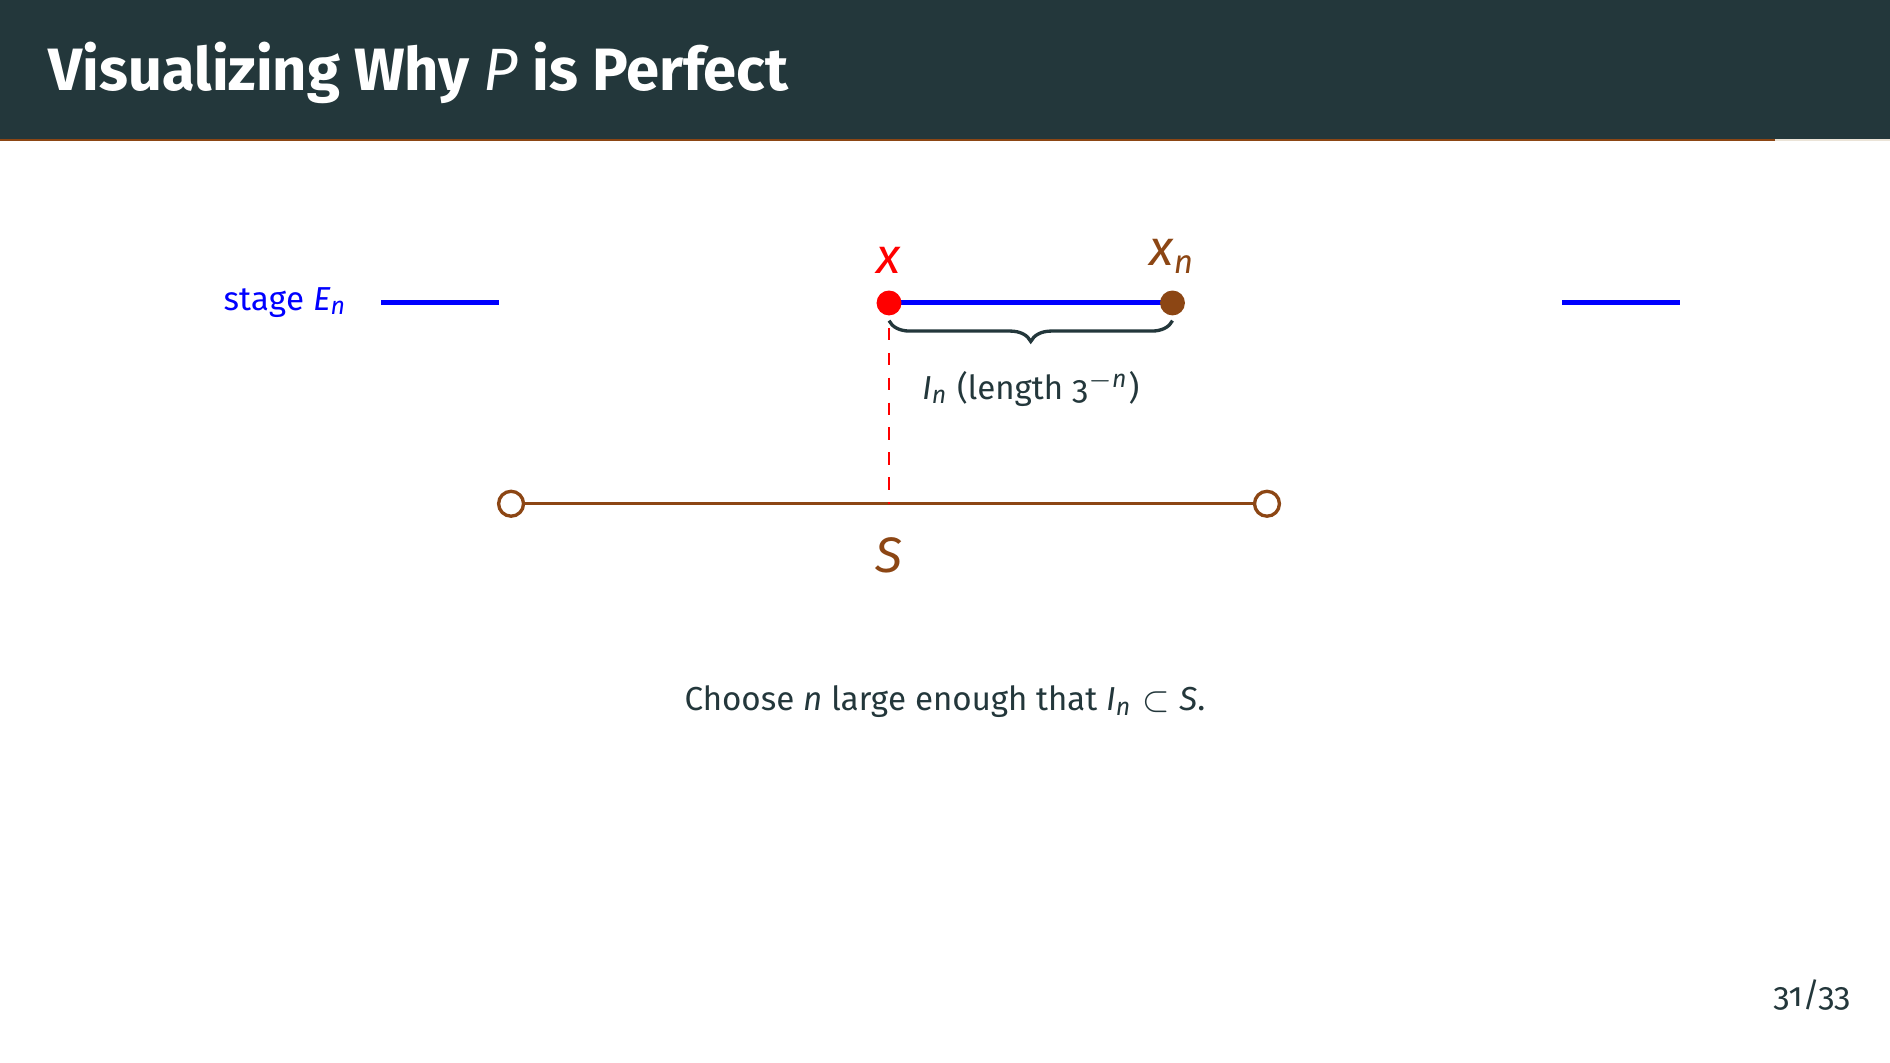 Visualizing Why P is Perfect
x
xₙ
stage Eₙ
Iₙ (length 3⁻ⁿ)
S
Choose n large enough that Iₙ ⊂ S.
31/33